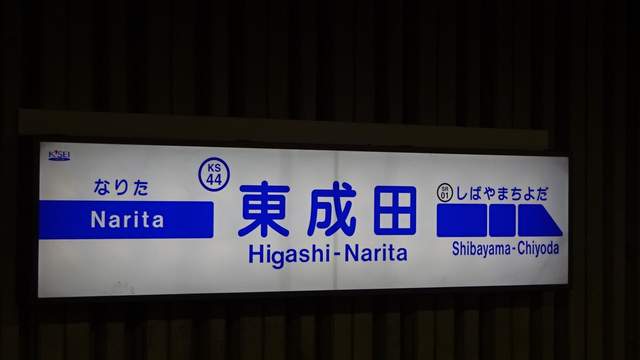 KSEI
なりた
Narita
KS
44
東成田
Higashi-Narita
SR
01
しばやまちよだ
Shibayama-Chiyoda